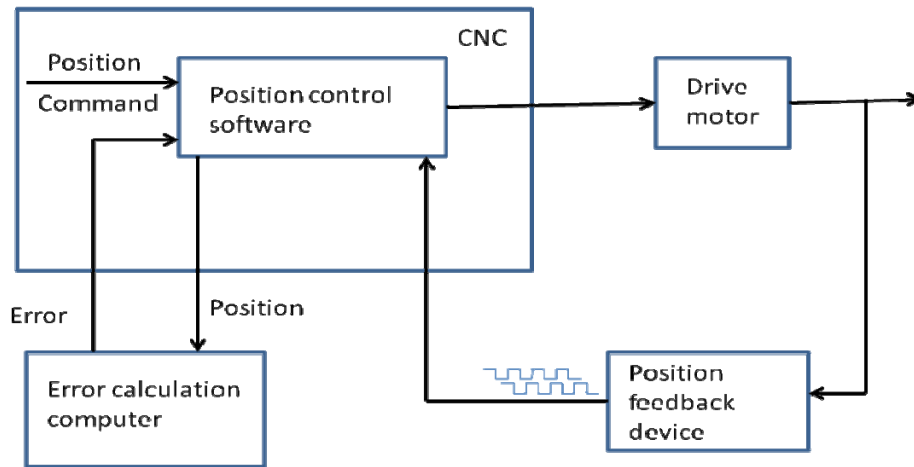 CNC
Position
Command
Position control
software
Drive
motor
Error
Position
Error calculation
computer
Position
feedback
device